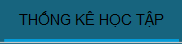 THỐNG KÊ HỌC TẬP